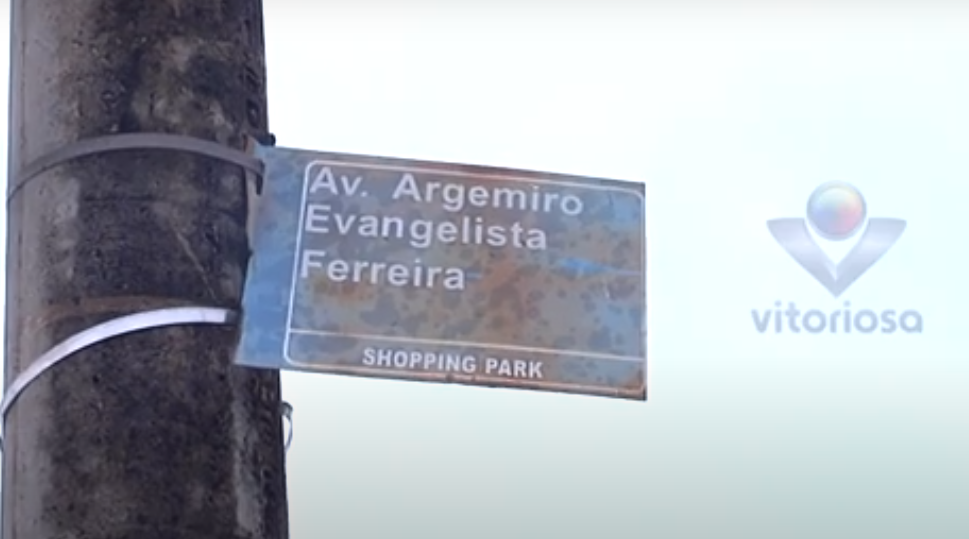 Av. Argemiro
Evangelista
Ferreira
SHOPPING PARK
vitoriosa